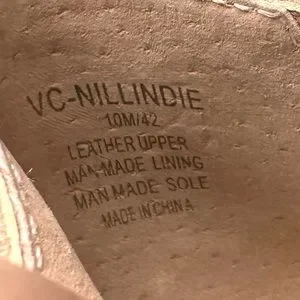 VC-NILLINDIE
10M/42
LEATHER UPPER
MAN-MADE LINING
MAN MADE SOLE
MADE IN CHINA